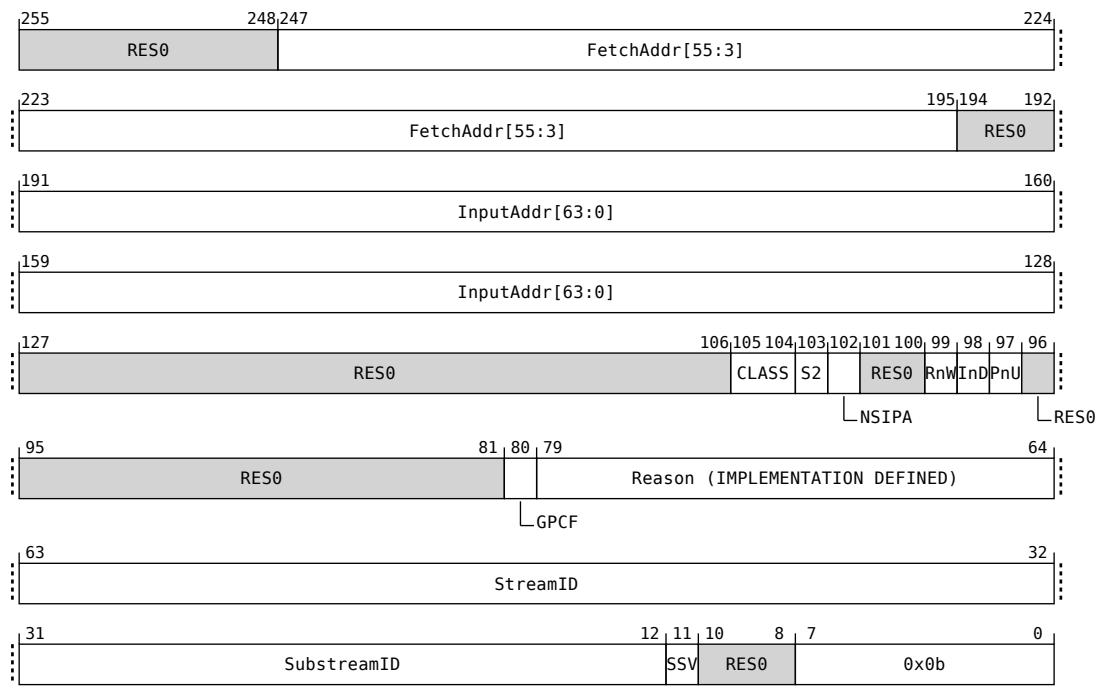 255 248 247 224
RES0 FetchAddr[55:3]
223 195 194 192
FetchAddr[55:3] RES0
191 160
InputAddr[63:0]
159 128
InputAddr[63:0]
127 106 105 104 103 102 101 100 99 98 97 96
RES0 CLASS S2 RES0 RnW InD PnU
NSIPA RES0
95 81 80 79 64
RES0 Reason (IMPLEMENTATION DEFINED)
GPCF
63 32
StreamID
31 12 11 10 8 7 0
SubstreamID SSV RES0 0x0b